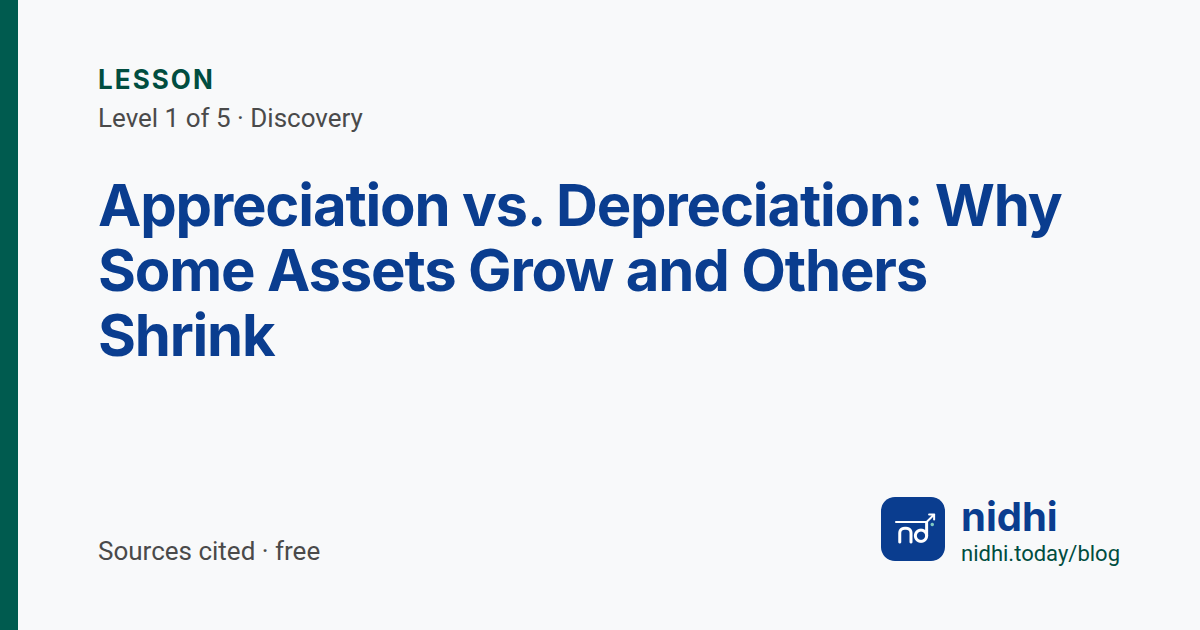 LESSON
Level 1 of 5 · Discovery
Appreciation vs. Depreciation: Why
Some Assets Grow and Others
Shrink
Sources cited · free
nd
nidhi
nidhi.today/blog